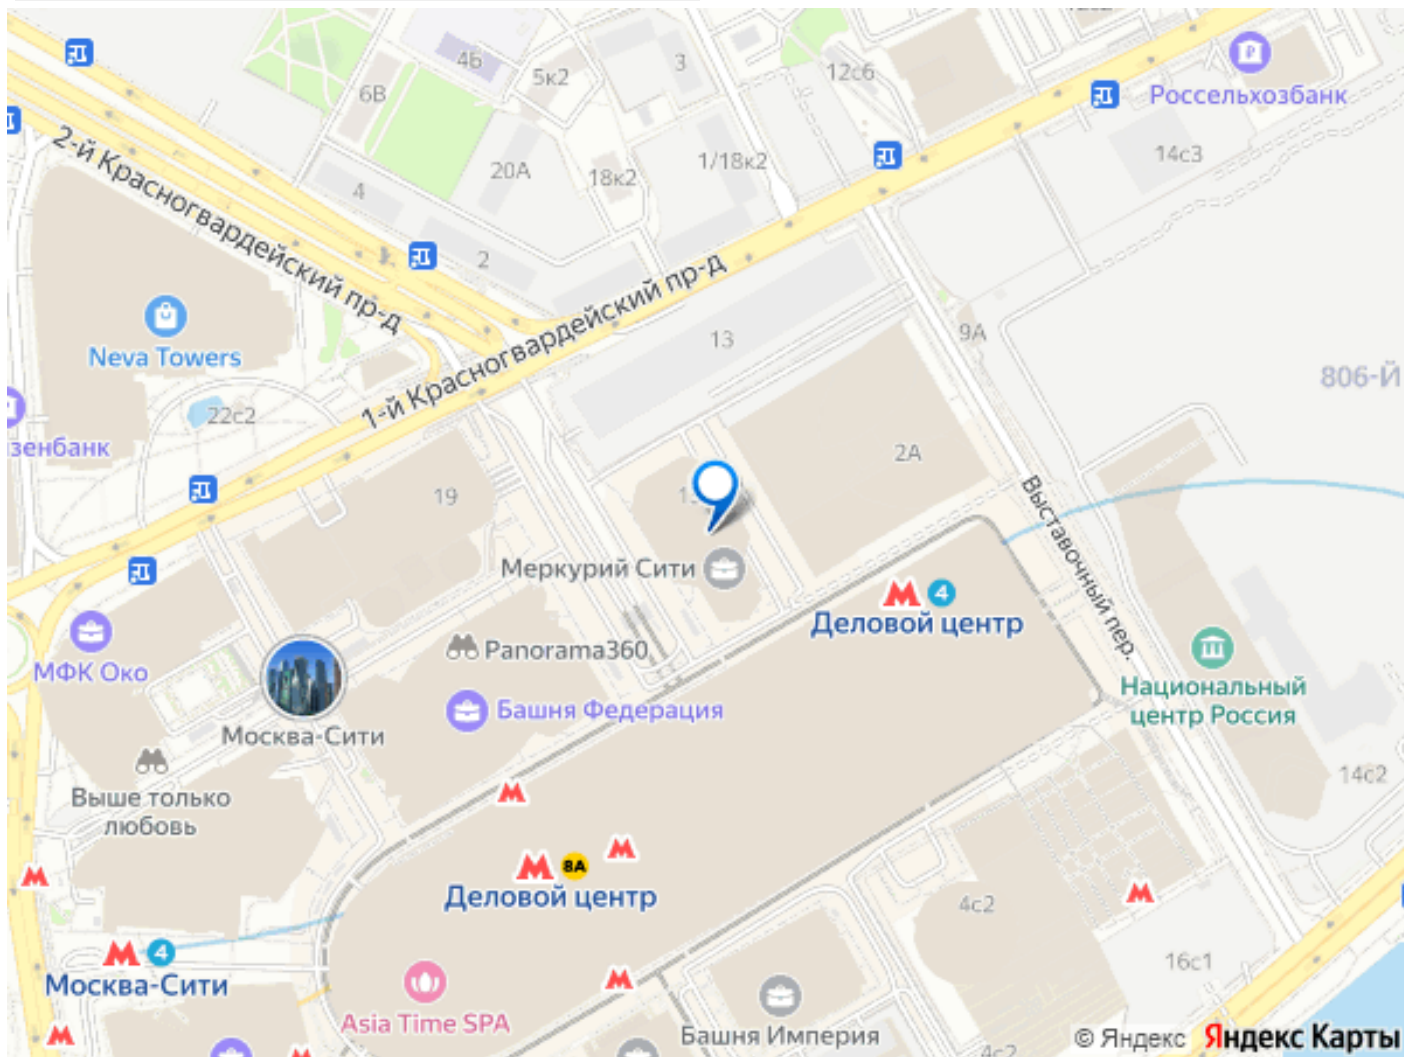 4Б
3
5к2
12с6
6В
Россельхозбанк
14с3
1/18к2
20А
18к2
4
2-й Красногвардейский пр-д
2
1-й Красногвардейский пр-д
13
9А
Neva Towers
806-Й
22с2
зенбанк
2А
19
Выставочный пер.
Меркурий Сити
4
Деловой центр
Panorama360
МФК Око
Башня Федерация
Национальный
центр Россия
Москва-Сити
14с2
Выше только
любовь
8А
Деловой центр
4с2
4
Москва-Сити
16с1
Asia Time SPA
Башня Империя
4с2
© Яндекс Яндекс Карты